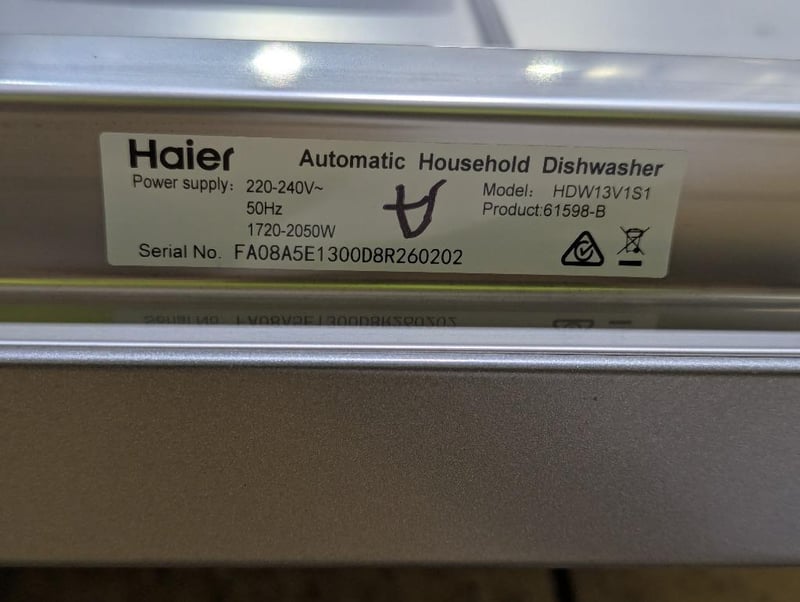 Haier Automatic Household Dishwasher
Power supply: 220-240V~ Model: HDW13V1S1
50Hz Product:61598-B
1720-2050W
Serial No. FA08A5E1300D8R260202